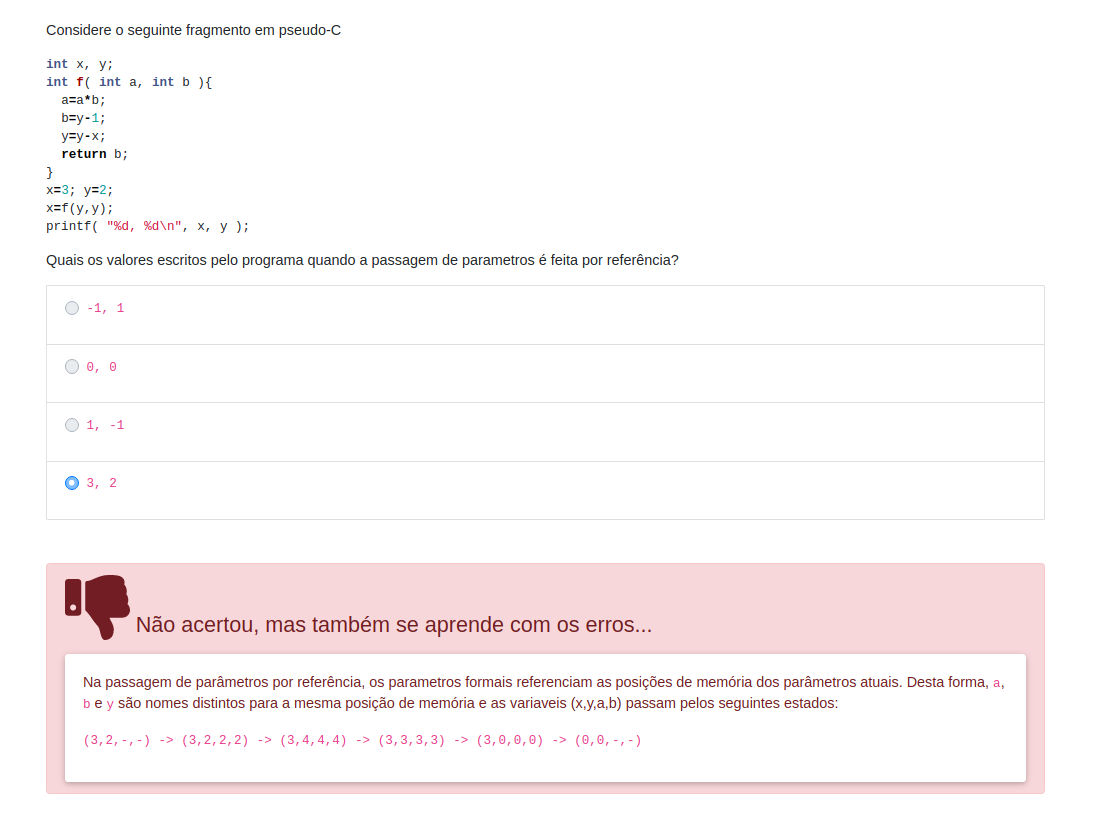 Considere o seguinte fragmento em pseudo-C
int x, y;
int f( int a, int b ){
  a=a*b;
  b=y-1;
  y=y-x;
  return b;
}
x=3; y=2;
x=f(y,y);
printf( "%d, %d\n", x, y );
Quais os valores escritos pelo programa quando a passagem de parametros é feita por referência?
-1, 1
0, 0
1, -1
3, 2
Não acertou, mas também se aprende com os erros...
Na passagem de parâmetros por referência, os parametros formais referenciam as posições de memória dos parâmetros atuais. Desta forma, a,
b e y são nomes distintos para a mesma posição de memória e as variaveis (x,y,a,b) passam pelos seguintes estados:
(3,2,-,-) -> (3,2,2,2) -> (3,4,4,4) -> (3,3,3,3) -> (3,0,0,0) -> (0,0,-,-)